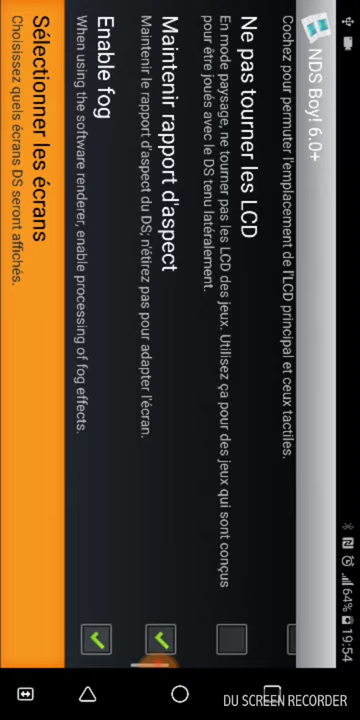 64% 19:54
NDS Boy! 6.0+
Cochez pour permuter l'emplacement de l'LCD principal et ceux tactiles.
Ne pas tourner les LCD
En mode paysage, ne tourner pas les LCD des jeux. Utilisez ça pour des jeux qui sont conçus
pour être joués avec le DS tenu latéralement.
Maintenir rapport d'aspect
Maintenir le rapport d'aspect du DS; n'étirez pas pour adapter l'écran.
Enable fog
When using the software renderer, enable processing of fog effects.
Sélectionner les écrans
Choisissez quels écrans DS seront affichés.
DU SCREEN RECORDER